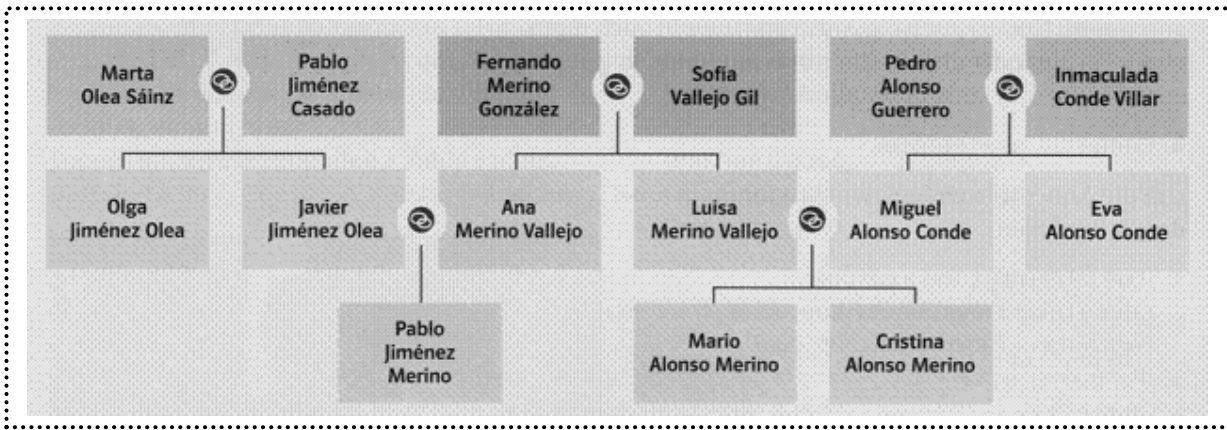 Marta
Olea Sáinz
Pablo
Jiménez
Casado
Fernando
Merino
González
Sofía
Vallejo Gil
Pedro
Alonso
Guerrero
Inmaculada
Conde Villar
Olga
Jiménez Olea
Javier
Jiménez Olea
Ana
Merino Vallejo
Luisa
Merino Vallejo
Miguel
Alonso Conde
Eva
Alonso Conde
Pablo
Jiménez
Merino
Mario
Alonso Merino
Cristina
Alonso Merino